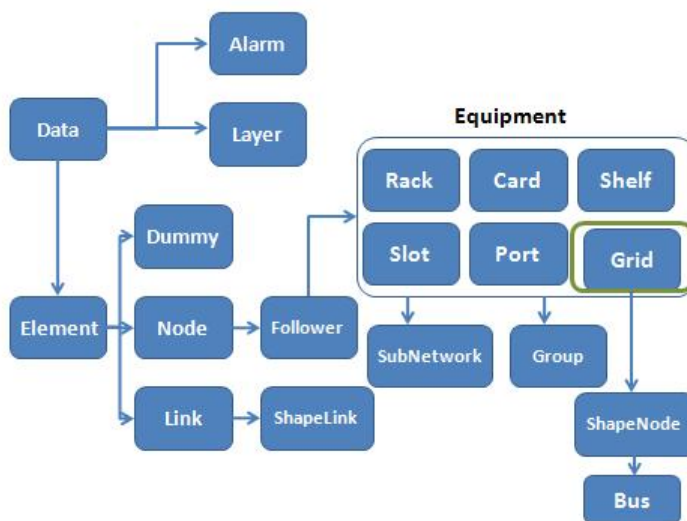 Alarm
Data
Layer
Equipment
Rack
Card
Shelf
Dummy
Slot
Port
Grid
Element
Node
Follower
SubNetwork
Group
Link
ShapeLink
ShapeNode
Bus